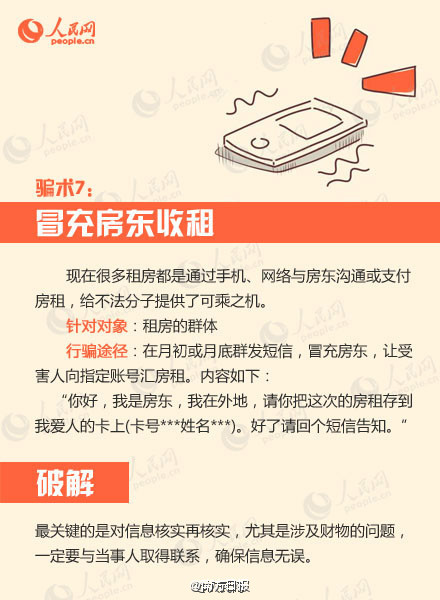 人民网
people.cn
骗术7：
冒充房东收租
现在很多租房都是通过手机、网络与房东沟通或支付
房租，给不法分子提供了可乘之机。
针对对象：租房的群体
行骗途径：在月初或月底群发短信，冒充房东，让受
害人向指定账号汇房租。内容如下：
“你好，我是房东，我在外地，请你把这次的房租存到
我爱人的卡上(卡号***姓名***)。好了请回个短信告知。”
破解
最关键的是对信息核实再核实，尤其是涉及财物的问题，
一定要与当事人取得联系，确保信息无误。
@南方日报